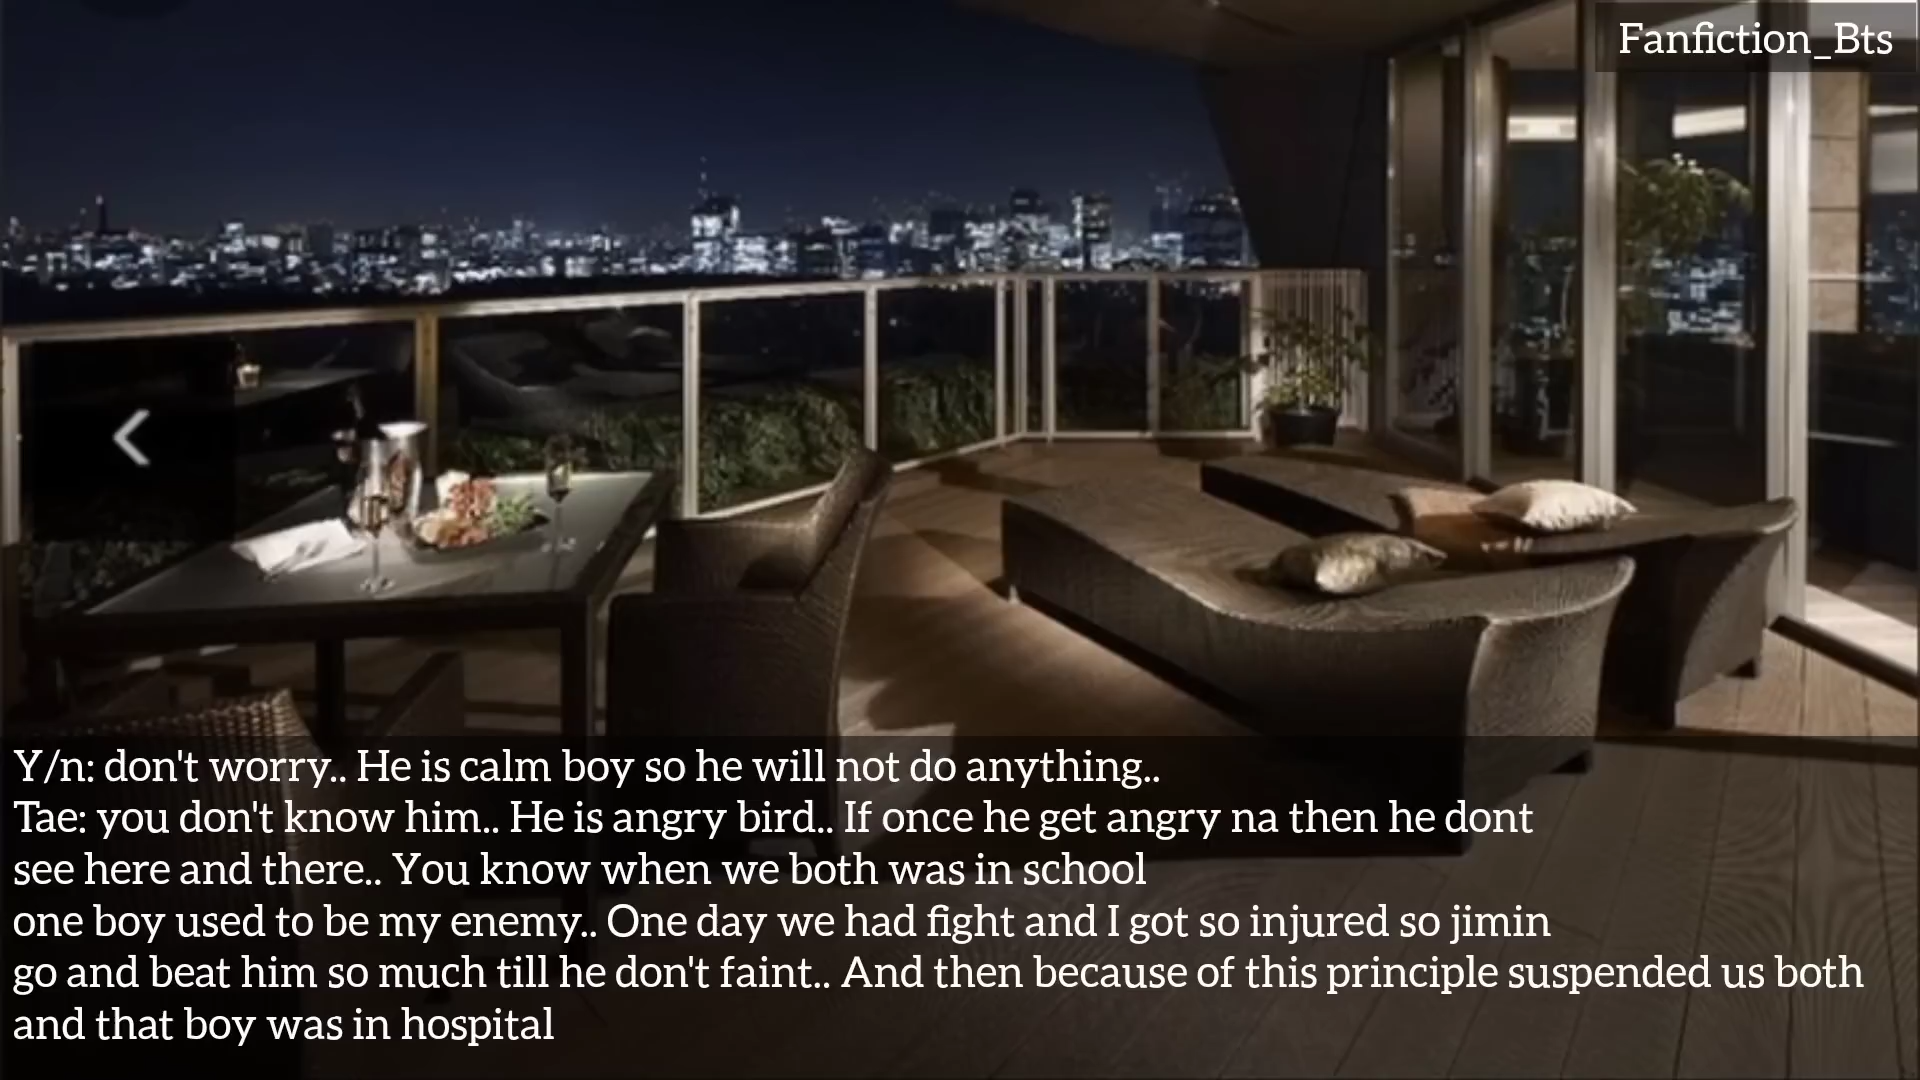 Fanfiction_Bts
Y/n: don't worry.. He is calm boy so he will not do anything..
Tae: you don't know him.. He is angry bird.. If once he get angry na then he dont
see here and there.. You know when we both was in school
one boy used to be my enemy.. One day we had fight and I got so injured so jimin
go and beat him so much till he don't faint.. And then because of this principle suspended us both
and that boy was in hospital